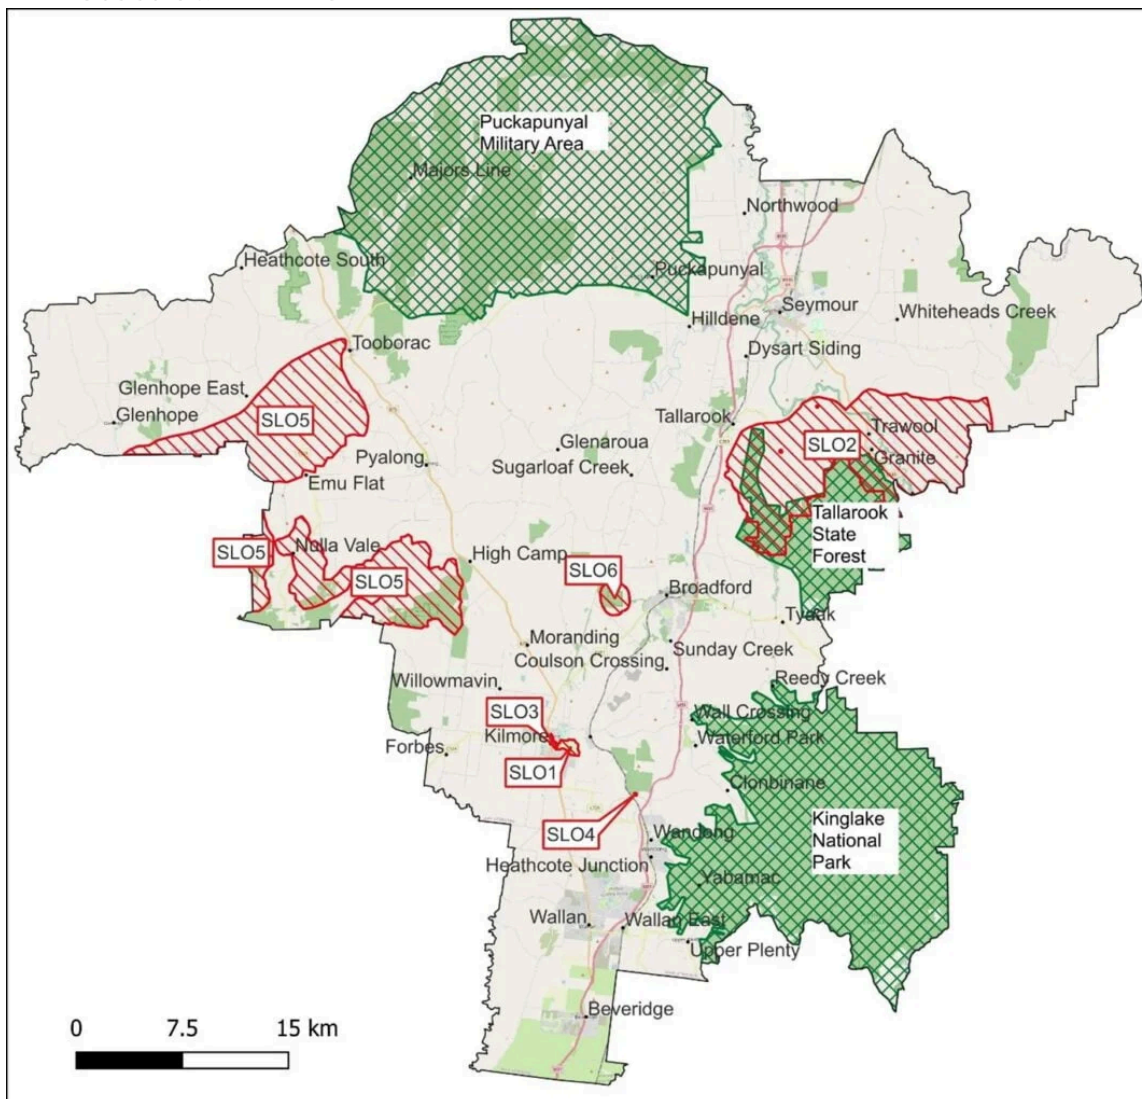 Puckapunyal
Military Area
Majors Line
Northwood
Heathcote South
Puckapunyal
Seymour
Whiteheads Creek
Hilldene
Tooborac
Dysart Siding
Glenhope East
Glenhope
SLO5
Tallarook
Trawool
SLO2
Glenaroua
Granite
Pyalong
Sugarloaf Creek
Emu Flat
Tallarook
State
Forest
SLO5
Nulla Vale
High Camp
SLO5
SLO6
Broadford
Tyaak
Moranding
Sunday Creek
Coulson Crossing
Willowmavin
Reedy Creek
SLO3
Wall Crossing
Kilmore
Waterford Park
Forbes
SLO1
Clonbinane
Kinglake
National
Park
SLO4
Wandong
Heathcote Junction
Yabamac
Wallan
Wallan East
Upper Plenty
Beveridge
0 7.5 15 km